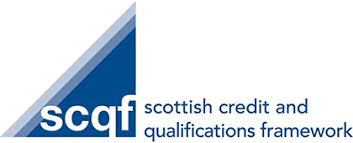 scqf
scottish credit and
qualifications framework